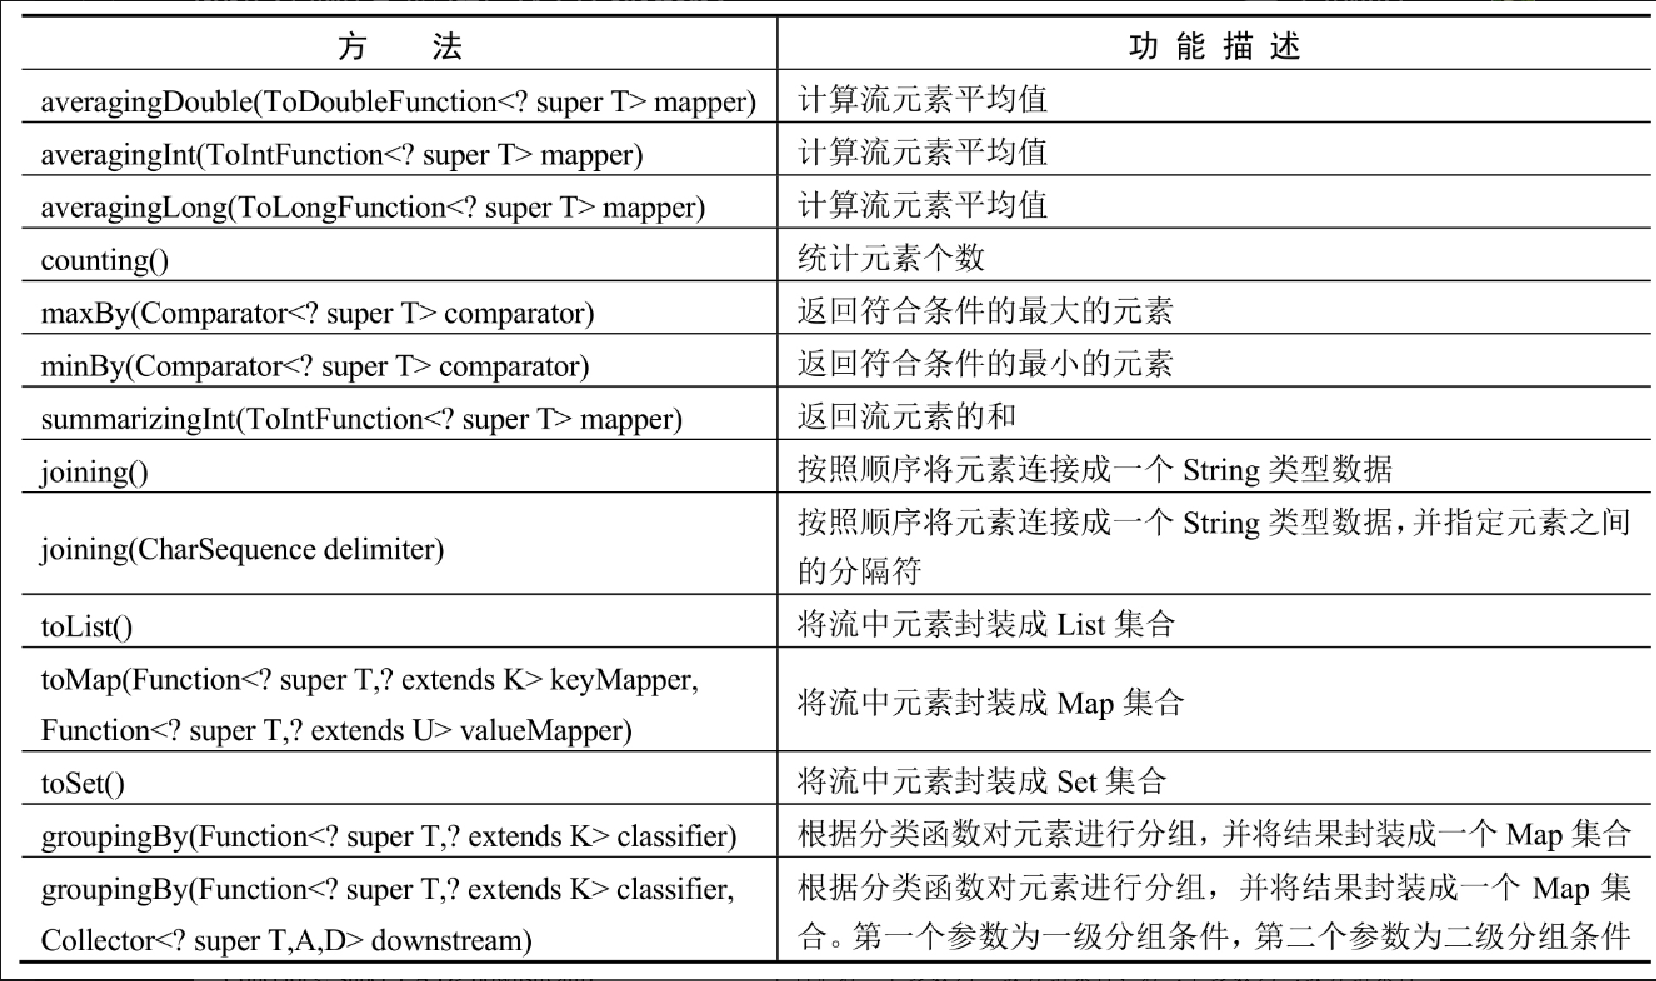 方 法
功 能 描 述
averagingDouble(ToDoubleFunction<? super T> mapper)
计算流元素平均值
averagingInt(ToIntFunction<? super T> mapper)
计算流元素平均值
averagingLong(ToLongFunction<? super T> mapper)
计算流元素平均值
counting()
统计元素个数
maxBy(Comparator<? super T> comparator)
返回符合条件的最大的元素
minBy(Comparator<? super T> comparator)
返回符合条件的最小的元素
summarizingInt(ToIntFunction<? super T> mapper)
返回流元素的和
joining()
按照顺序将元素连接成一个 String 类型数据
joining(CharSequence delimiter)
按照顺序将元素连接成一个 String 类型数据，并指定元素之间
的分隔符
toList()
将流中元素封装成 List 集合
toMap(Function<? super T,? extends K> keyMapper,
Function<? super T,? extends U> valueMapper)
将流中元素封装成 Map 集合
toSet()
将流中元素封装成 Set 集合
groupingBy(Function<? super T,? extends K> classifier)
根据分类函数对元素进行分组，并将结果封装成一个 Map 集合
groupingBy(Function<? super T,? extends K> classifier,
Collector<? super T,A,D> downstream)
根据分类函数对元素进行分组，并将结果封装成一个 Map 集
合。第一个参数为一级分组条件，第二个参数为二级分组条件